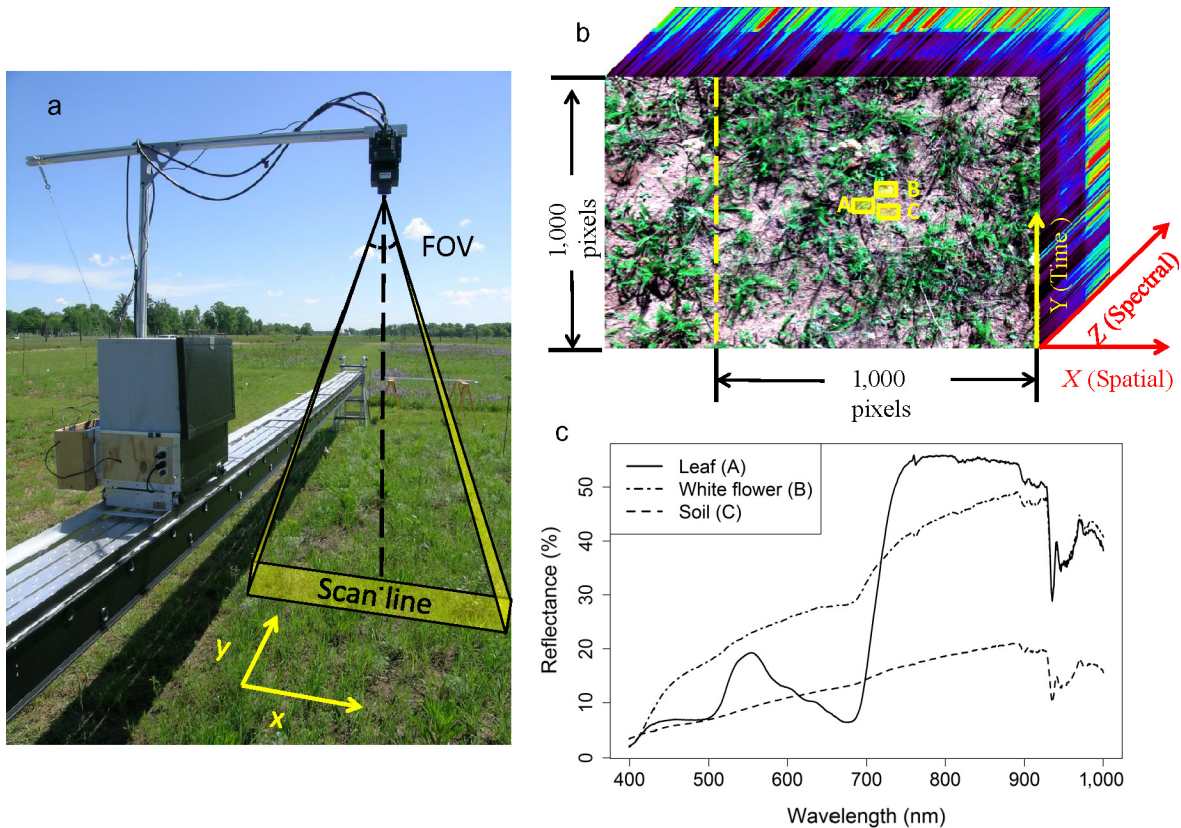 a
FOV
Scan line
y
x
b
1,000
pixels
A
B
C
Y (Time)
Z (Spectral)
X (Spatial)
1,000
pixels
c
Leaf (A)
White flower (B)
Soil (C)
Reflectance (%)
50
40
30
20
10
0
400 500 600 700 800 900 1,000
Wavelength (nm)